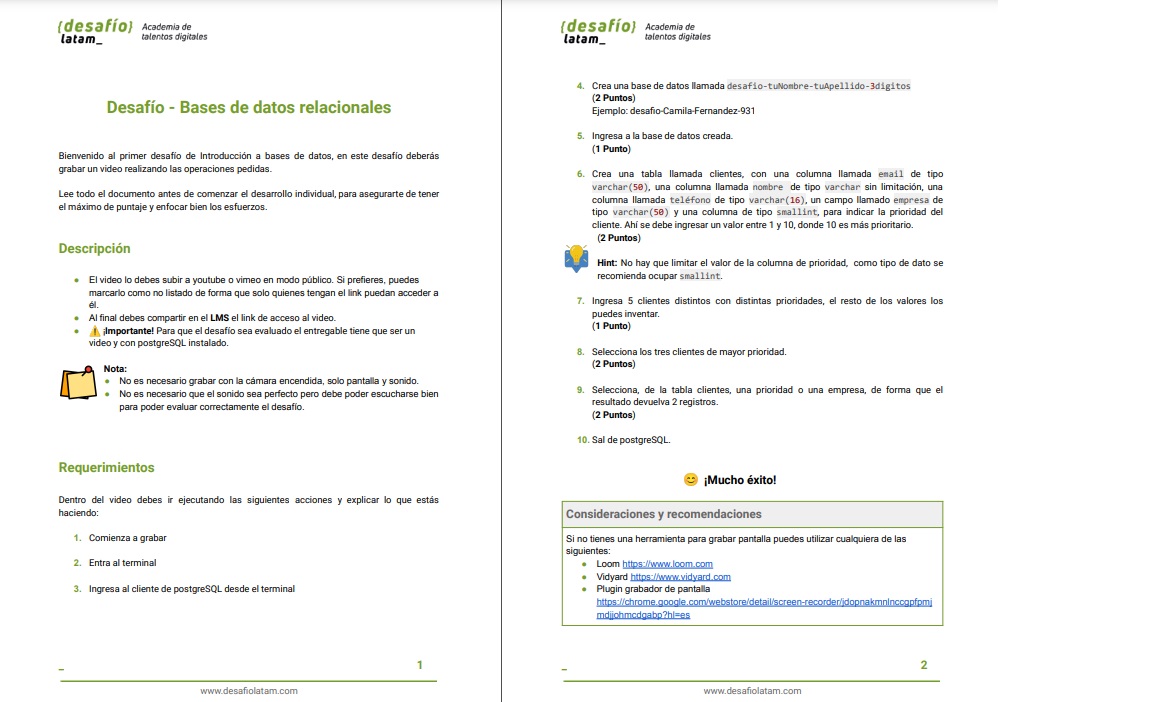 {desafío}
latam_
Academia de
talentos digitales
Desafío - Bases de datos relacionales
Bienvenido al primer desafío de Introducción a bases de datos, en este desafío deberás
grabar un video realizando las operaciones pedidas.
Lee todo el documento antes de comenzar el desarrollo individual, para asegurarte de tener
el máximo de puntaje y enfocar bien los esfuerzos.
Descripción
● El video lo debes subir a youtube o vimeo en modo público. Si prefieres, puedes
marcarlo como no listado de forma que solo quienes tengan el link puedan acceder a
él.
● Al final debes compartir en el LMS el link de acceso al video.
● ⚠️ ¡Importante! Para que el desafío sea evaluado el entregable tiene que ser un
video y con postgreSQL instalado.
Nota:
● No es necesario grabar con la cámara encendida, solo pantalla y sonido.
● No es necesario que el sonido sea perfecto pero debe poder escucharse bien
para poder evaluar correctamente el desafío.
Requerimientos
Dentro del video debes ir ejecutando las siguientes acciones y explicar lo que estás
haciendo:
1. Comienza a grabar
2. Entra al terminal
3. Ingresa al cliente de postgreSQL desde el terminal
_
1
www.desafiolatam.com
{desafío}
latam_
Academia de
talentos digitales
4. Crea una base de datos llamada desafio-tuNombre-tuApellido-3digitos
(2 Puntos)
Ejemplo: desafio-Camila-Fernandez-931
5. Ingresa a la base de datos creada.
(1 Punto)
6. Crea una tabla llamada clientes, con una columna llamada email de tipo
varchar(50), una columna llamada nombre de tipo varchar sin limitación, una
columna llamada teléfono de tipo varchar(16), un campo llamado empresa de
tipo varchar(50) y una columna de tipo smallint, para indicar la prioridad del
cliente. Ahí se debe ingresar un valor entre 1 y 10, donde 10 es más prioritario.
(2 Puntos)
Hint: No hay que limitar el valor de la columna de prioridad, como tipo de dato se
recomienda ocupar smallint.
7. Ingresa 5 clientes distintos con distintas prioridades, el resto de los valores los
puedes inventar.
(1 Punto)
8. Selecciona los tres clientes de mayor prioridad.
(2 Puntos)
9. Selecciona, de la tabla clientes, una prioridad o una empresa, de forma que el
resultado devuelva 2 registros.
(2 Puntos)
10. Sal de postgreSQL.
😊 ¡Mucho éxito!
Consideraciones y recomendaciones
Si no tienes una herramienta para grabar pantalla puedes utilizar cualquiera de las
siguientes:
● Loom https://www.loom.com
● Vidyard https://www.vidyard.com
● Plugin grabador de pantalla
https://chrome.google.com/webstore/detail/screen-recorder/jdopnakmnlnccgpfpmj
mdjjohmcdgabp?hl=es
_
2
www.desafiolatam.com